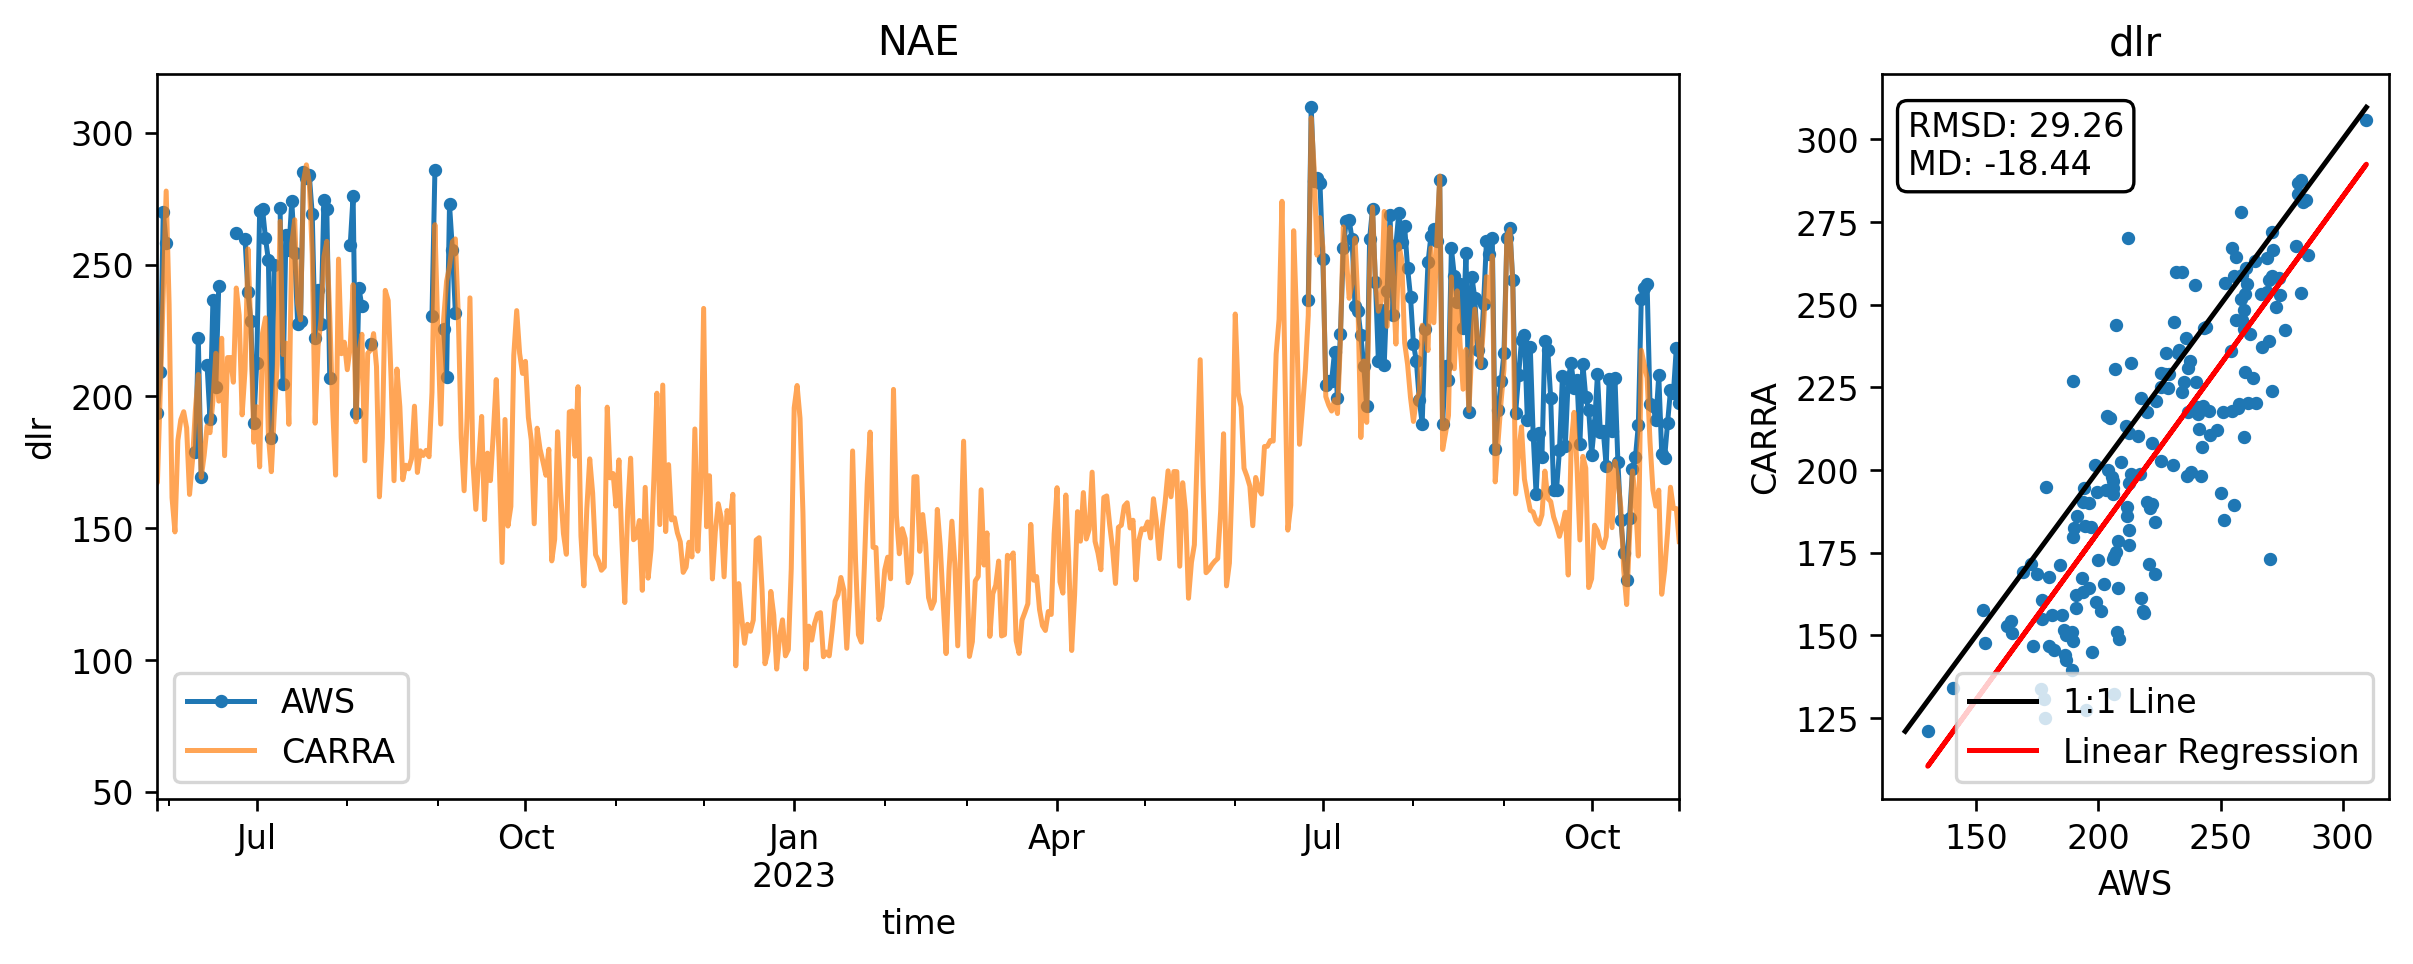 NAE
dlr
300
250
200
150
100
50
Jul
Oct
Jan
2023
Apr
Jul
Oct
time
AWS
CARRA
dlr
RMSD: 29.26
MD: -18.44
CARRA
300
275
250
225
200
175
150
125
150
200
250
300
AWS
1:1 Line
Linear Regression